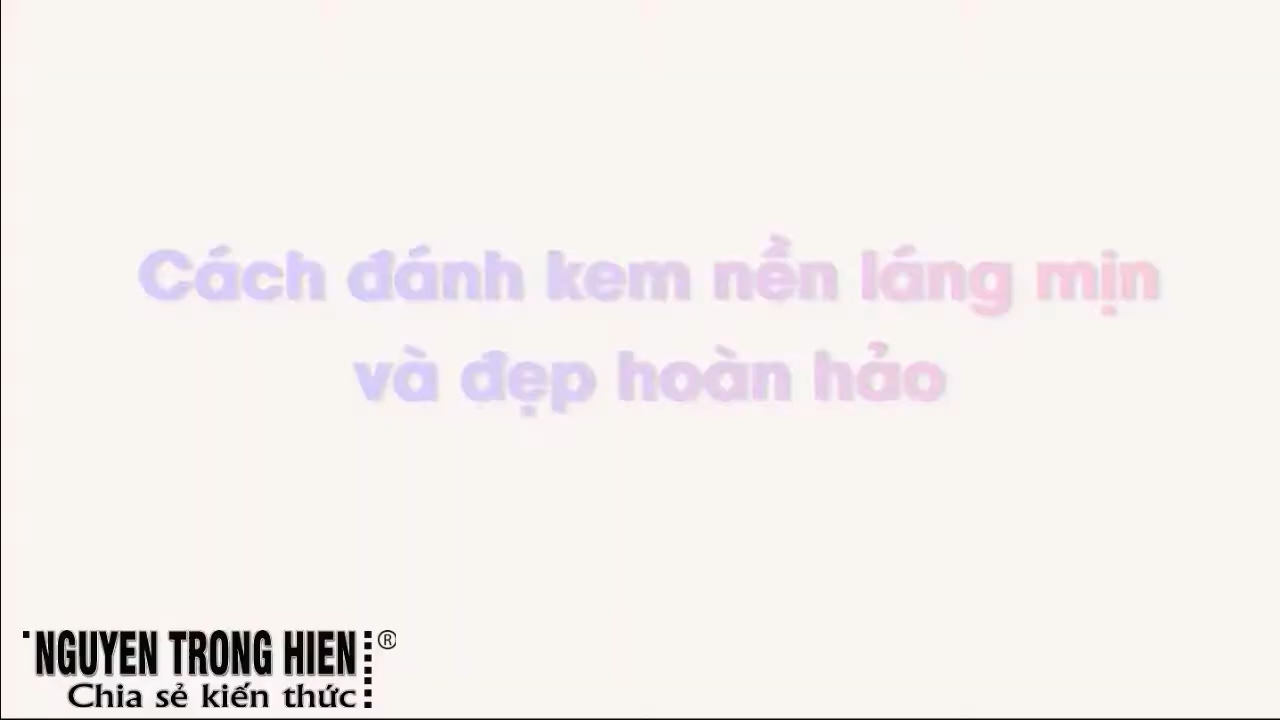 Cách đánh kem nền láng mịn
và đẹp hoàn hảo
NGUYEN TRONG HIEN ®
Chia sẻ kiến thức